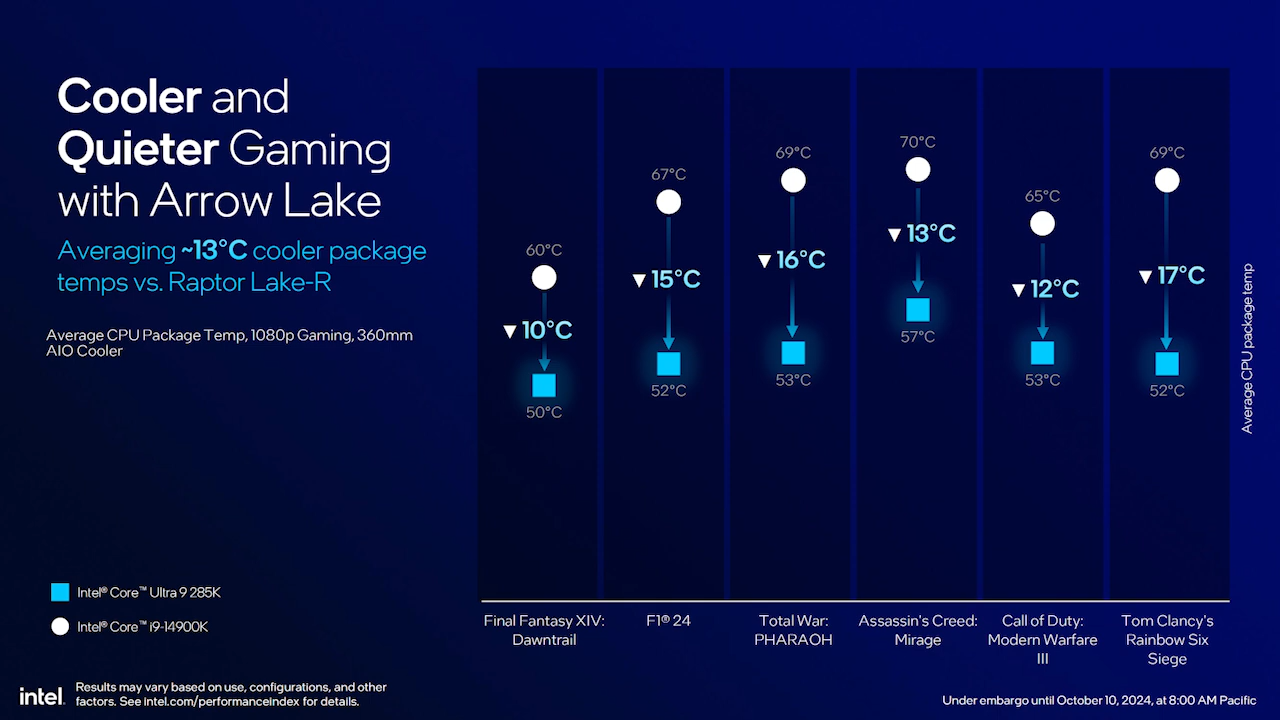 Cooler and
Quieter Gaming
with Arrow Lake
Averaging ~13°C cooler package
temps vs. Raptor Lake-R
Average CPU Package Temp, 1080p Gaming, 360mm
AIO Cooler
Intel® Core™ Ultra 9 285K
Intel® Core™ i9-14900K
60°C
▼ 10°C
50°C
Final Fantasy XIV:
Dawntrail
67°C
▼ 15°C
52°C
F1® 24
69°C
▼ 16°C
53°C
Total War:
PHARAOH
70°C
▼ 13°C
57°C
Assassin's Creed:
Mirage
65°C
▼ 12°C
53°C
Call of Duty:
Modern Warfare
III
69°C
▼ 17°C
52°C
Tom Clancy's
Rainbow Six
Siege
Average CPU package temp
intel.
Results may vary based on use, configurations, and other
factors. See intel.com/performanceindex for details.
Under embargo until October 10, 2024, at 8:00 AM Pacific